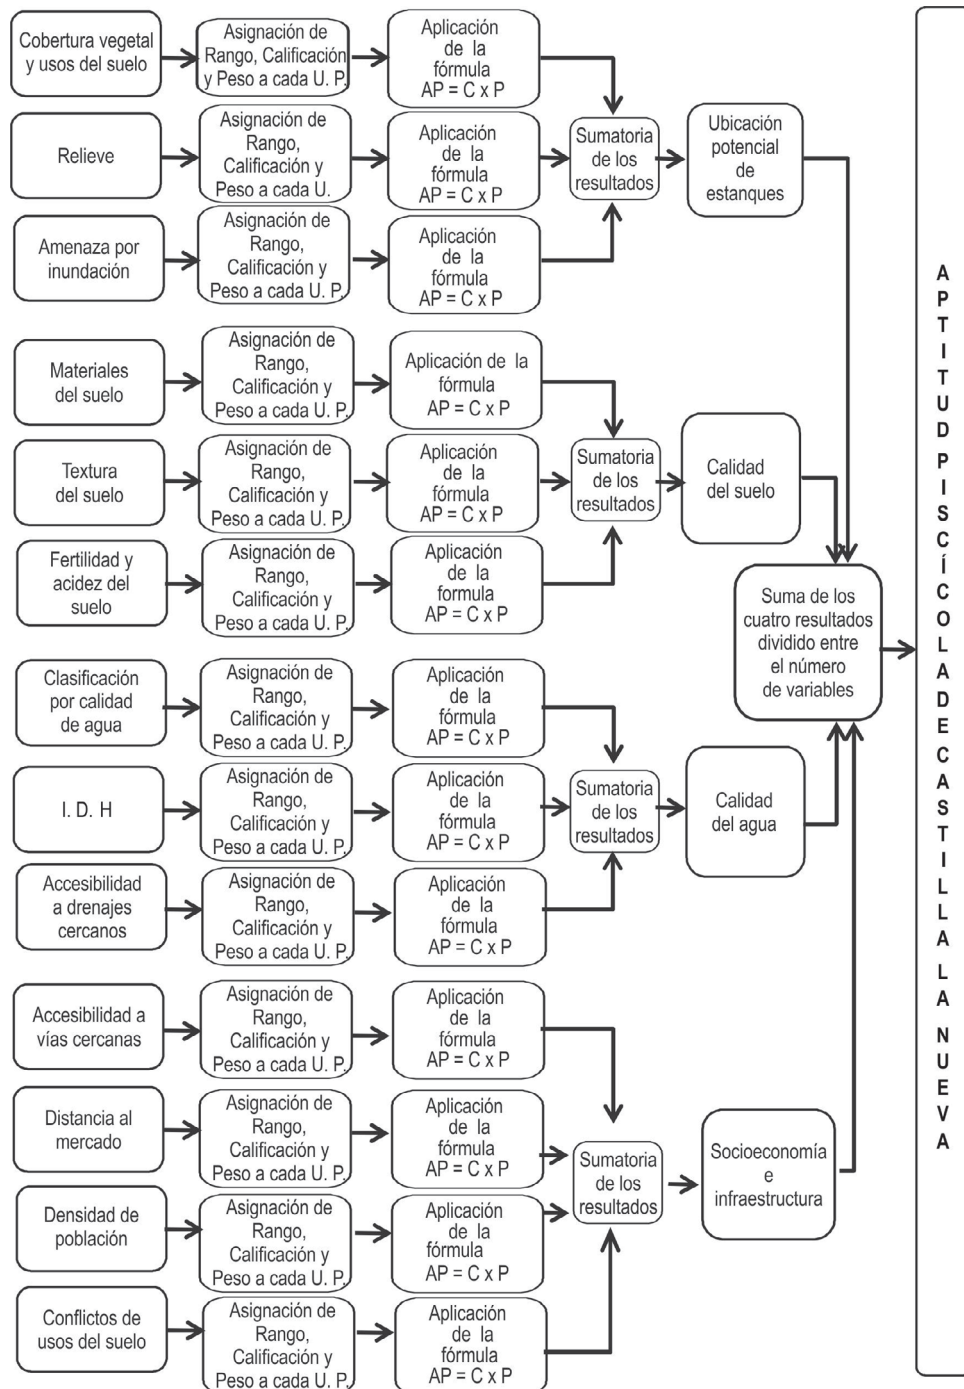 Cobertura vegetal
y usos del suelo
Asignación de
Rango, Calificación
y Peso a cada U. P.
Aplicación
de la
fórmula
AP = C x P
Relieve
Asignación de
Rango,
Calificación y
Peso a cada U.
Aplicación
de la
fórmula
AP = C x P
Amenaza por
inundación
Asignación de
Rango,
Calificación y
Peso a cada U. P.
Aplicación
de la
fórmula
AP = C x P
Sumatoria
de los
resultados
Ubicación
potencial
de
estanques
Materiales
del suelo
Asignación de
Rango,
Calificación y
Peso a cada U. P.
Aplicación de la
fórmula
AP = C x P
Textura
del suelo
Asignación de
Rango,
Calificación y
Peso a cada U. P.
Aplicación
de la
fórmula
AP = C x P
Fertilidad y
acidez del
suelo
Asignación de
Rango,
Calificación y
Peso a cada U. P.
Aplicación
de la
formula
AP = C x P
Sumatoria
de los
resultados
Calidad
del suelo
Clasificación
por calidad
de agua
Asignación de
Rango,
Calificación y
Peso a cada U. P.
Aplicación
de la
fórmula
AP = C x P
I. D. H
Asignación de
Rango,
Calificación y
Peso a cada U. P.
Aplicación
de la
fórmula
AP = C x P
Accesibilidad
a drenajes
cercanos
Asignación de
Rango,
Calificación y
Peso a cada U. P.
Aplicación
de la
fórmula
AP = C x P
Sumatoria
de los
resultados
Calidad
del agua
Accesibilidad a
vías cercanas
Asignación de
Rango,
Calificación y
Peso a cada U. P.
Aplicación
de la
fórmula
AP = C x P
Distancia al
mercado
Asignación de
Rango,
Calificación y
Peso a cada U. P.
Aplicación
de la
fórmula
AP = C x P
Densidad de
población
Asignación de
Rango,
Calificación y
Peso a cada U. P.
Aplicación
de la
fórmula
AP = C x P
Conflictos de
usos del suelo
Asignación de
Rango,
Calificación y
Peso a cada U. P.
Aplicación
de la
fórmula
AP = C x P
Sumatoria
de los
resultados
Socioeconomía
e
infraestructura
Suma de los
cuatro resultados
dividido entre
el número
de variables
APTITUD PISCÍCOLA DE CASTILLA LA NUEVA